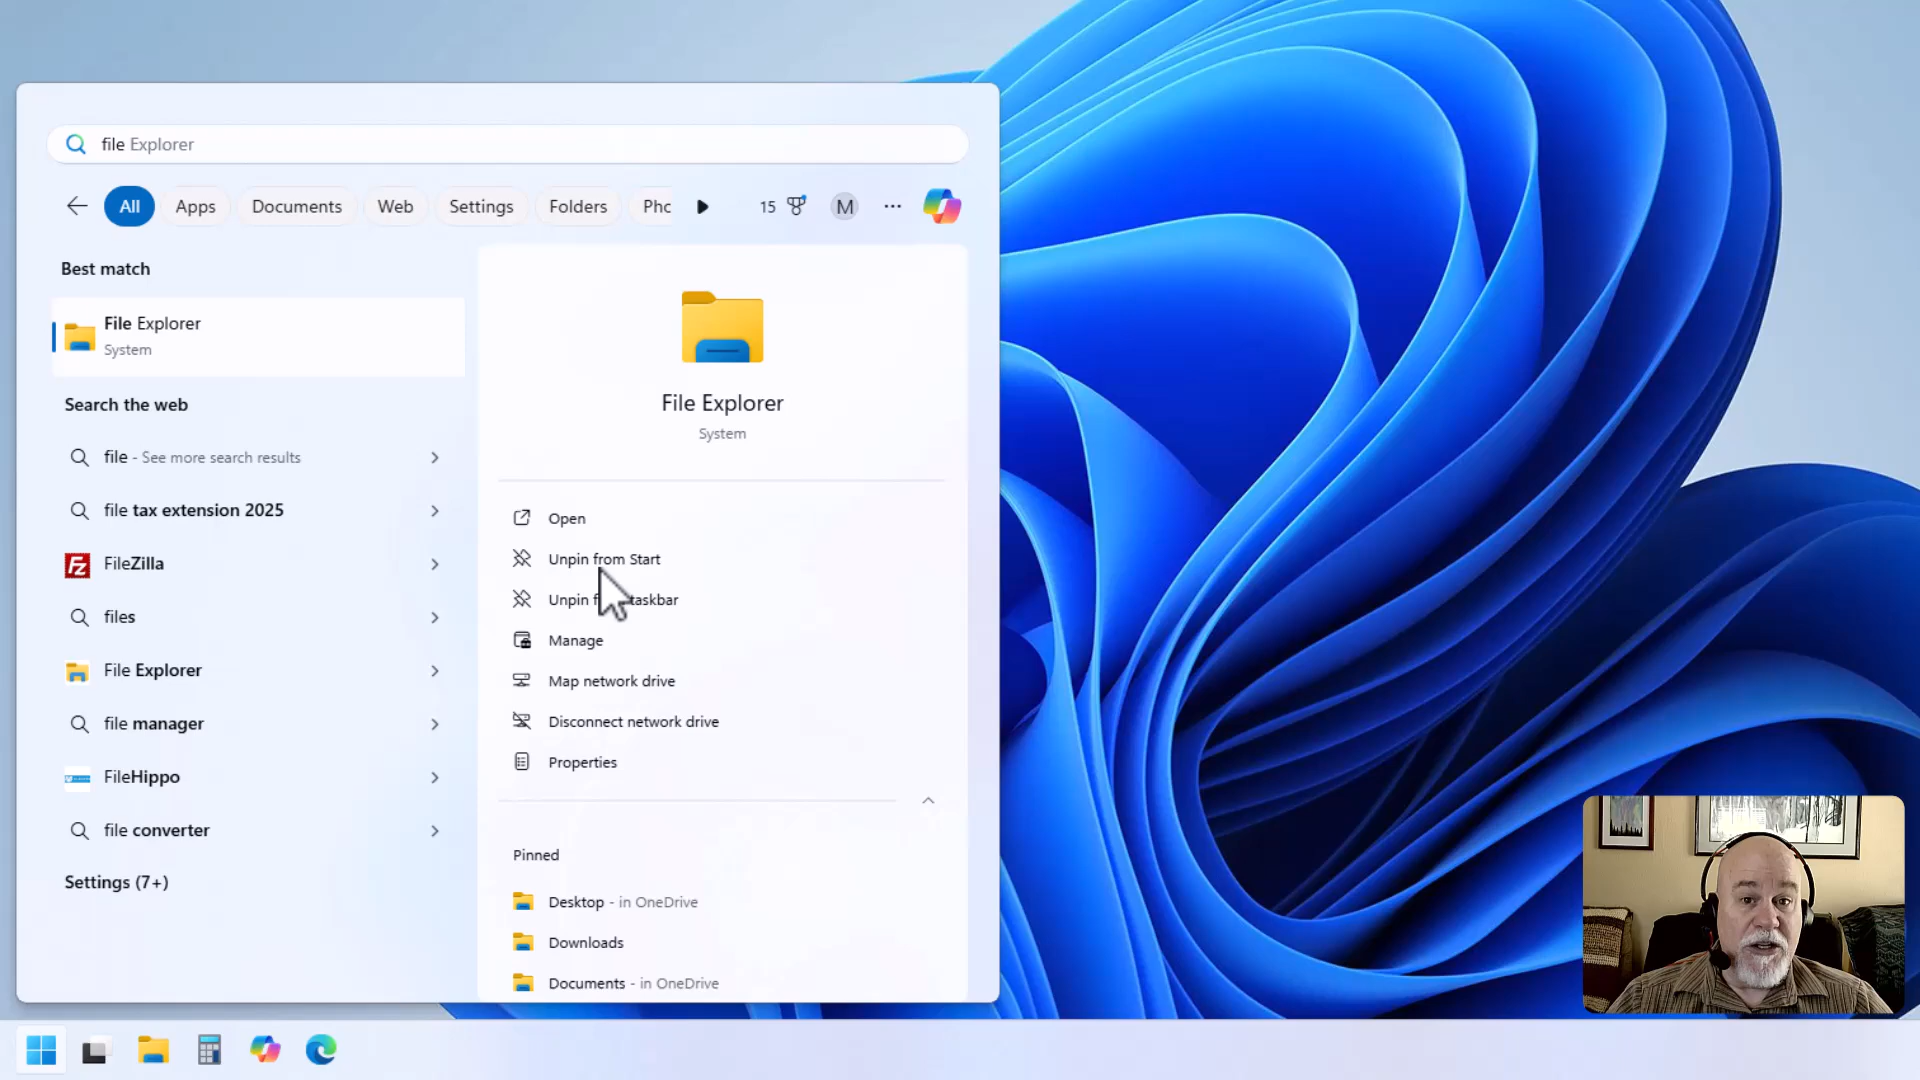 file Explorer
All Apps Documents Web Settings Folders Pho 15 M ...
Best match
File Explorer
System
Search the web
file - See more search results
file tax extension 2025
Fz FileZilla
files
File Explorer
file manager
FileHippo
file converter
Settings (7+)
File Explorer
System
Open
Unpin from Start
Unpin f taskbar
Manage
Map network drive
Disconnect network drive
Properties
Pinned
Desktop - in OneDrive
Downloads
Documents - in OneDrive